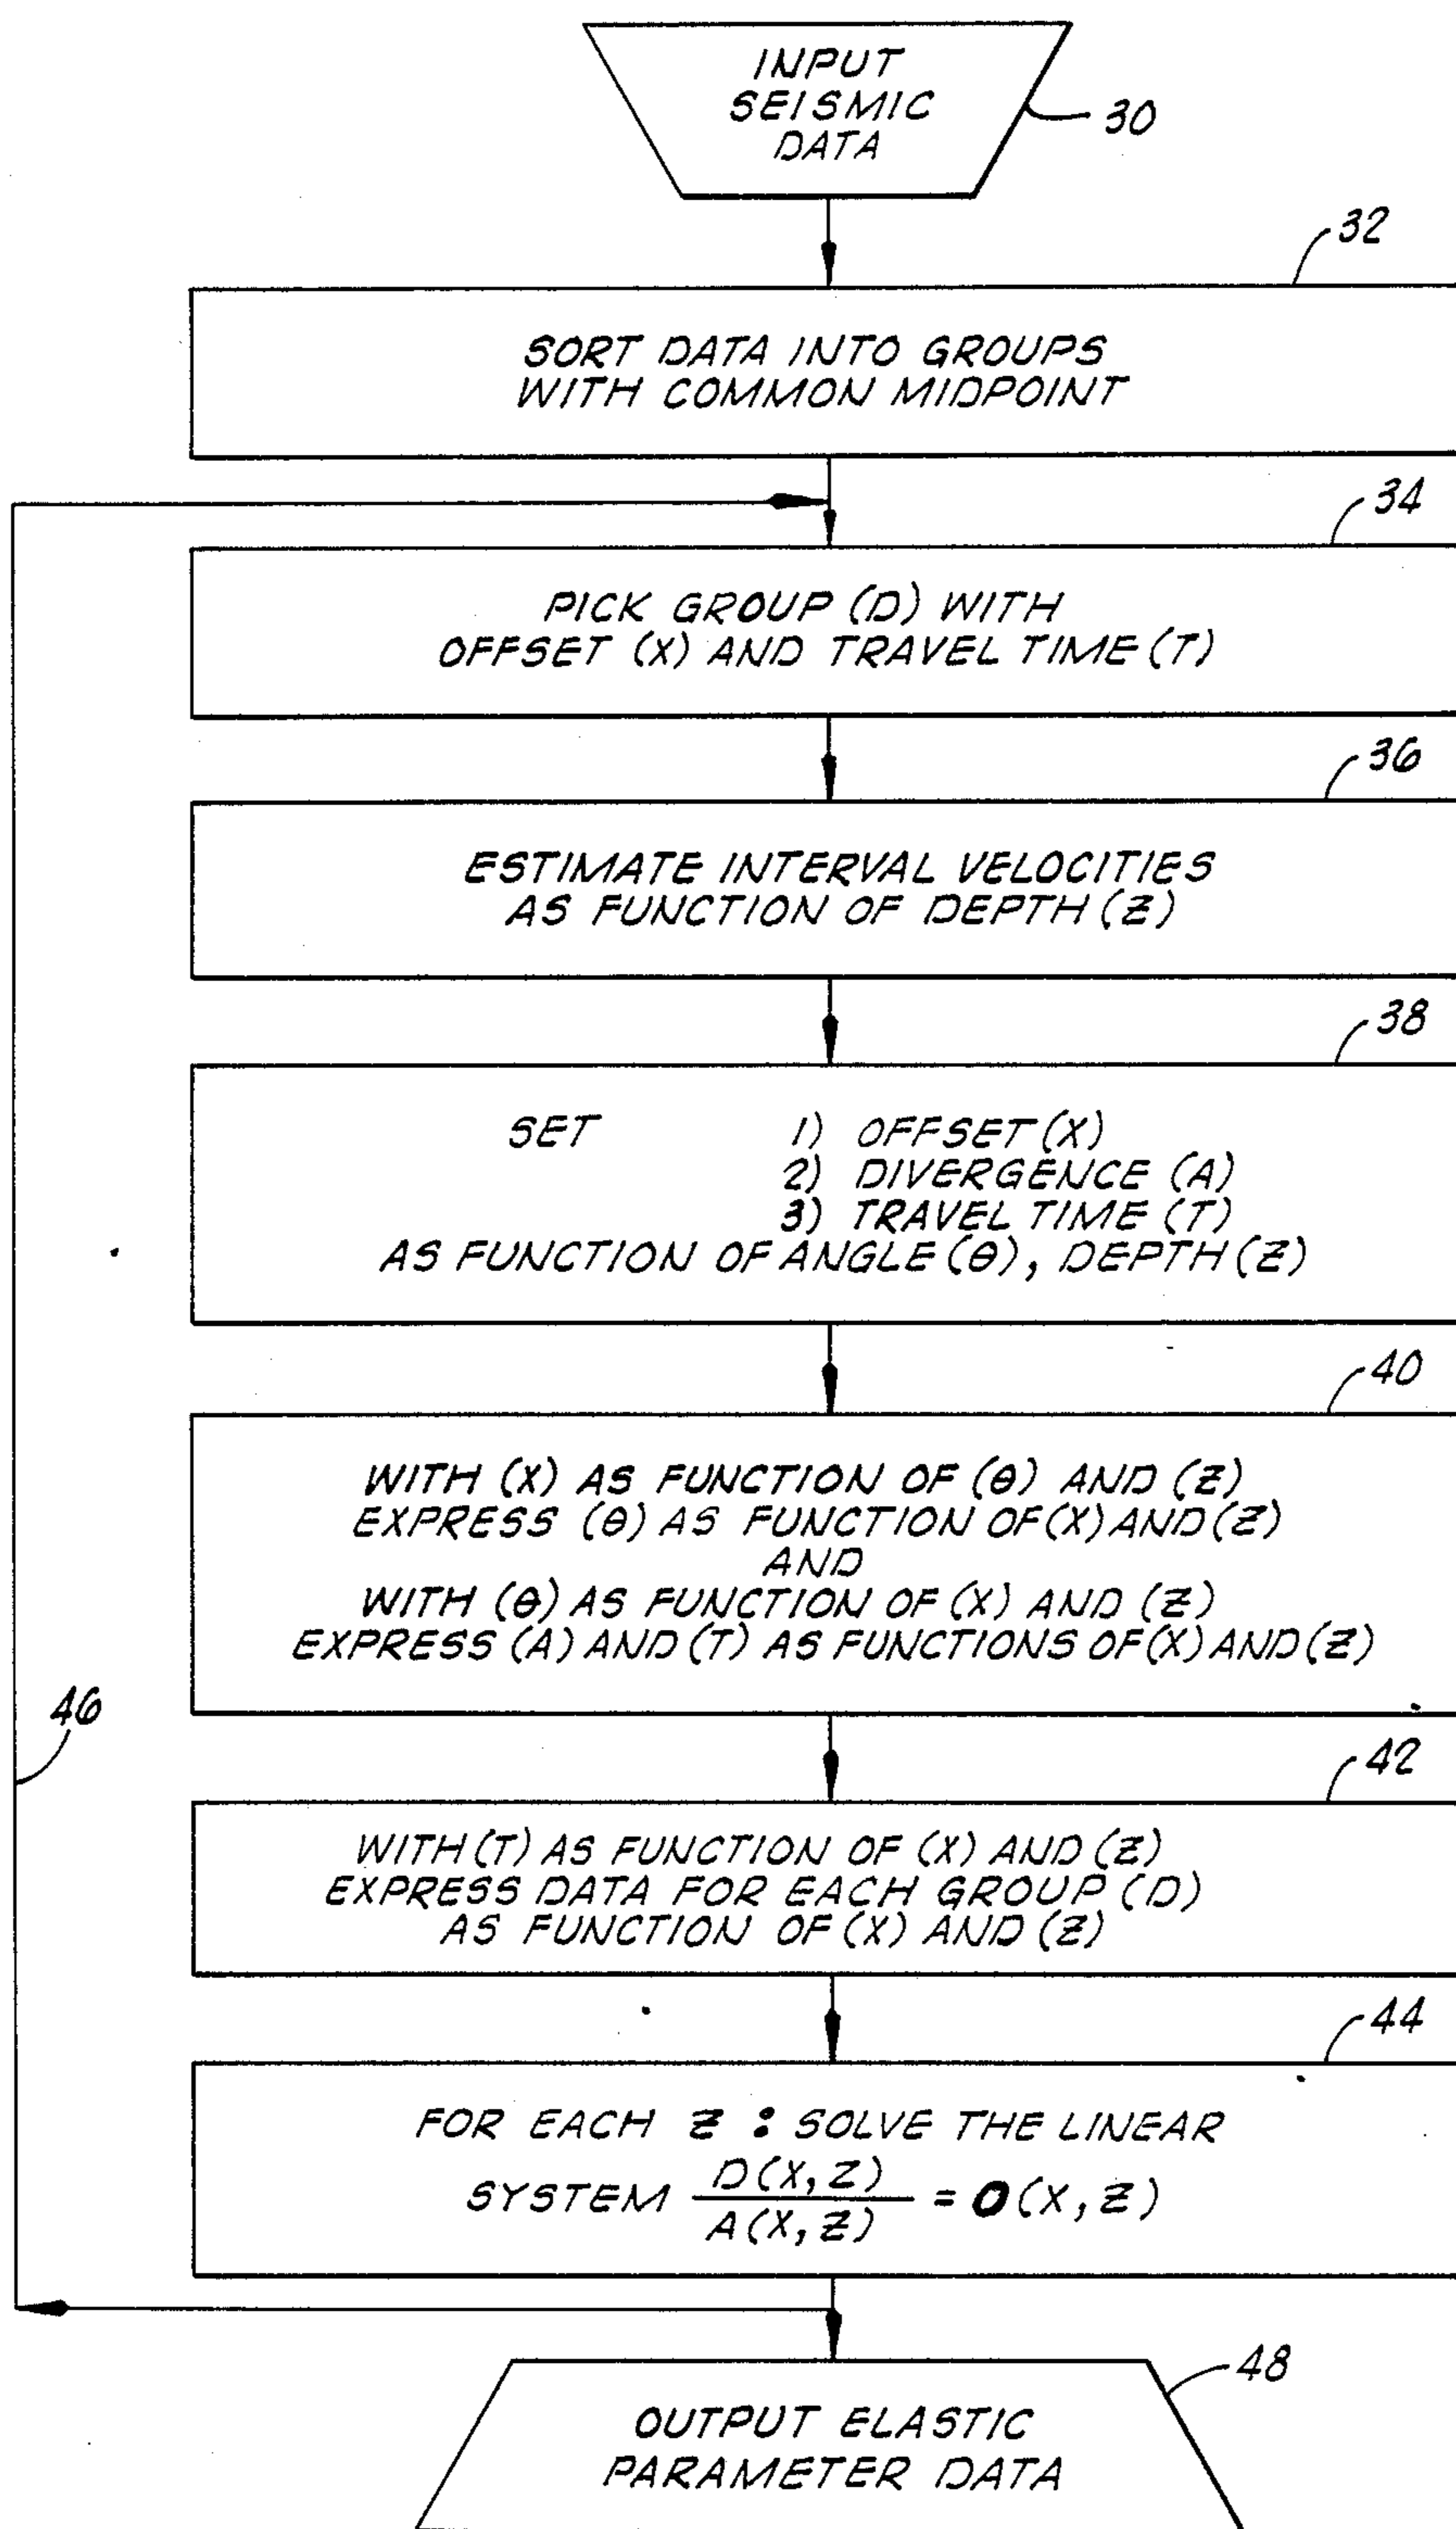 INPUT
SEISMIC
DATA
30
32
SORT DATA INTO GROUPS
WITH COMMON MIDPOINT
34
PICK GROUP (D) WITH
OFFSET (X) AND TRAVEL TIME (T)
36
ESTIMATE INTERVAL VELOCITIES
AS FUNCTION OF DEPTH (Z)
38
SET 1) OFFSET (X)
2) DIVERGENCE (A)
3) TRAVEL TIME (T)
AS FUNCTION OF ANGLE (θ), DEPTH (Z)
40
WITH (X) AS FUNCTION OF (θ) AND (Z)
EXPRESS (θ) AS FUNCTION OF (X) AND (Z)
AND
WITH (θ) AS FUNCTION OF (X) AND (Z)
EXPRESS (A) AND (T) AS FUNCTIONS OF (X) AND (Z)
46
42
WITH (T) AS FUNCTION OF (X) AND (Z)
EXPRESS DATA FOR EACH GROUP (D)
AS FUNCTION OF (X) AND (Z)
44
FOR EACH Z : SOLVE THE LINEAR
SYSTEM D(X,Z) / A(X,Z) = O(X,Z)
48
OUTPUT ELASTIC
PARAMETER DATA